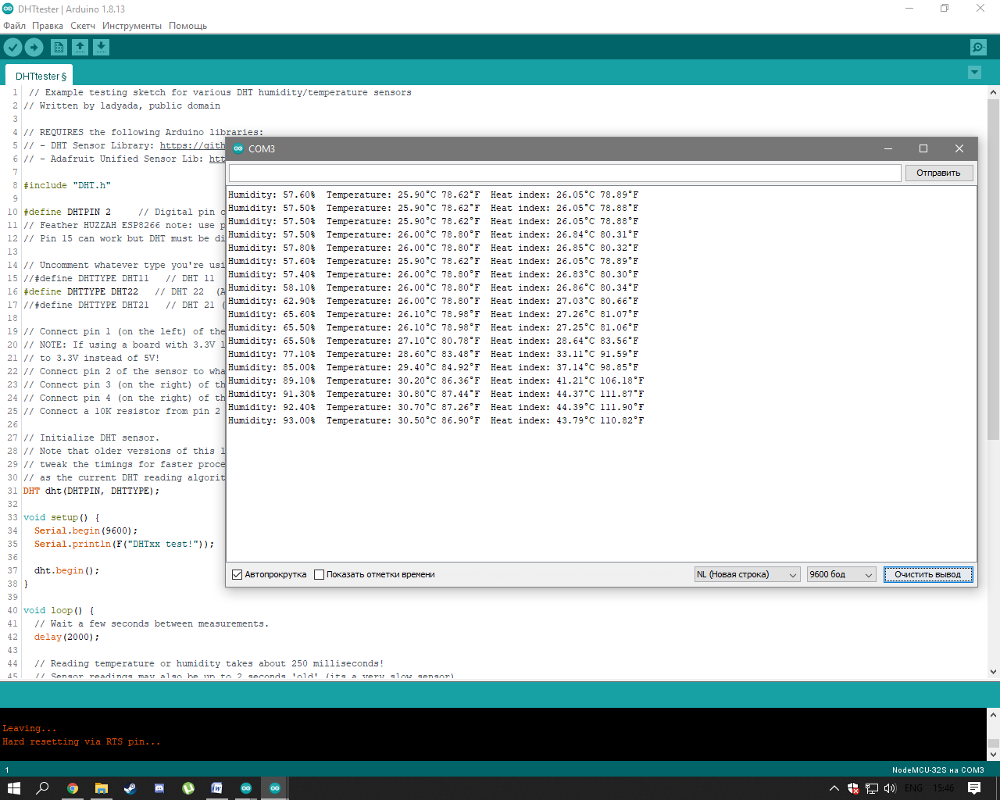 DHTtester | Arduino 1.8.13
Файл Правка Скетч Инструменты Помощь
DHTtester §
1 // Example testing sketch for various DHT humidity/temperature sensors
2 // Written by ladyada, public domain
3
4 // REQUIRES the following Arduino libraries:
5 // - DHT Sensor Library: https://gith
6 // - Adafruit Unified Sensor Lib: htt
7
8 #include "DHT.h"
9
10 #define DHTPIN 2     // Digital pin c
11 // Feather HUZZAH ESP8266 note: use p
12 // Pin 15 can work but DHT must be di
13
14 // Uncomment whatever type you're usi
15 //#define DHTTYPE DHT11   // DHT 11
16 #define DHTTYPE DHT22   // DHT 22  (A
17 //#define DHTTYPE DHT21   // DHT 21 (
18
19 // Connect pin 1 (on the left) of the
20 // NOTE: If using a board with 3.3V l
21 // to 3.3V instead of 5V!
22 // Connect pin 2 of the sensor to wha
23 // Connect pin 3 (on the right) of th
24 // Connect pin 4 (on the right) of th
25 // Connect a 10K resistor from pin 2
26
27 // Initialize DHT sensor.
28 // Note that older versions of this l
29 // tweak the timings for faster proce
30 // as the current DHT reading algorit
31 DHT dht(DHTPIN, DHTTYPE);
32
33 void setup() {
34   Serial.begin(9600);
35   Serial.println(F("DHTxx test!"));
36
37   dht.begin();
38 }
39
40 void loop() {
41   // Wait a few seconds between measurements.
42   delay(2000);
43
44   // Reading temperature or humidity takes about 250 milliseconds!
45   // Sensor readings may also be up to 2 seconds 'old' (its a very slow sensor)
COM3
Отправить
Humidity: 57.60%  Temperature: 25.90°C 78.62°F  Heat index: 26.05°C 78.89°F
Humidity: 57.50%  Temperature: 25.90°C 78.62°F  Heat index: 26.05°C 78.88°F
Humidity: 57.50%  Temperature: 25.90°C 78.62°F  Heat index: 26.05°C 78.88°F
Humidity: 57.50%  Temperature: 26.00°C 78.80°F  Heat index: 26.84°C 80.31°F
Humidity: 57.80%  Temperature: 26.00°C 78.80°F  Heat index: 26.85°C 80.32°F
Humidity: 57.60%  Temperature: 25.90°C 78.62°F  Heat index: 26.05°C 78.89°F
Humidity: 57.40%  Temperature: 26.00°C 78.80°F  Heat index: 26.83°C 80.30°F
Humidity: 58.10%  Temperature: 26.00°C 78.80°F  Heat index: 26.86°C 80.34°F
Humidity: 62.90%  Temperature: 26.00°C 78.80°F  Heat index: 27.03°C 80.66°F
Humidity: 65.60%  Temperature: 26.10°C 78.98°F  Heat index: 27.26°C 81.07°F
Humidity: 65.50%  Temperature: 26.10°C 78.98°F  Heat index: 27.25°C 81.06°F
Humidity: 65.50%  Temperature: 27.10°C 80.78°F  Heat index: 28.64°C 83.56°F
Humidity: 77.10%  Temperature: 28.60°C 83.48°F  Heat index: 33.11°C 91.59°F
Humidity: 85.00%  Temperature: 29.40°C 84.92°F  Heat index: 37.14°C 98.85°F
Humidity: 89.10%  Temperature: 30.20°C 86.36°F  Heat index: 41.21°C 106.18°F
Humidity: 91.30%  Temperature: 30.80°C 87.44°F  Heat index: 44.37°C 111.87°F
Humidity: 92.40%  Temperature: 30.70°C 87.26°F  Heat index: 44.39°C 111.90°F
Humidity: 93.00%  Temperature: 30.50°C 86.90°F  Heat index: 43.79°C 110.82°F
Автопрокрутка Показать отметки времени NL (Новая строка) 9600 бод Очистить вывод
Leaving...
Hard resetting via RTS pin...
1 NodeMCU-32S на COM3
ENG 15:46